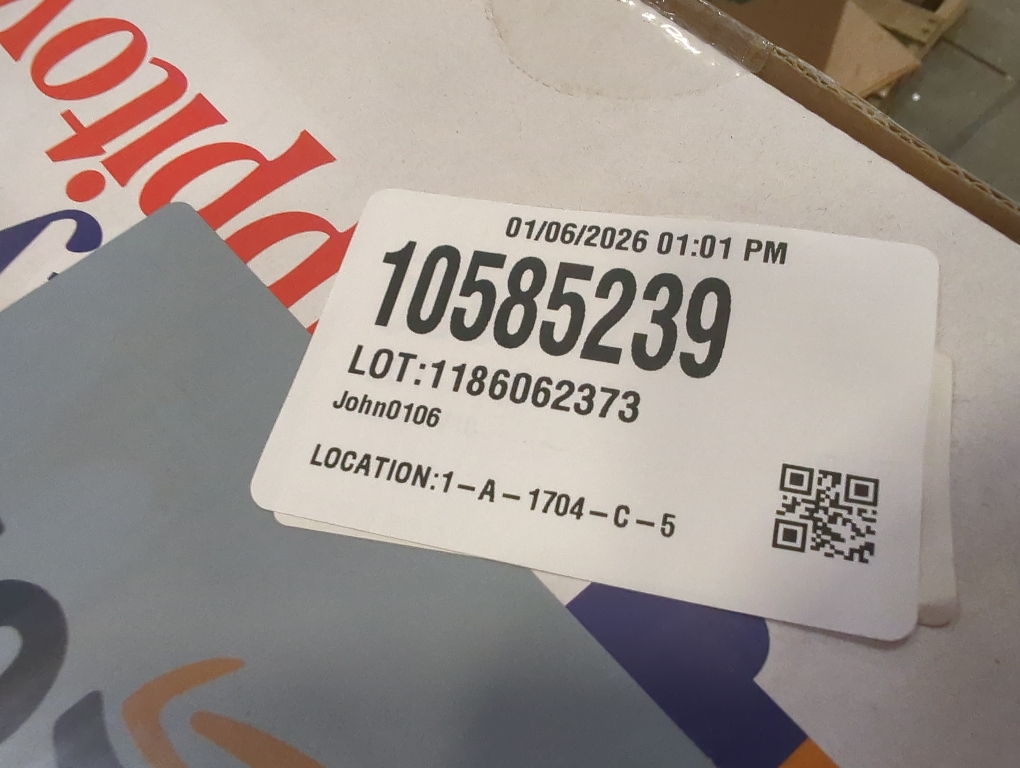 01/06/2026 01:01 PM
10585239
LOT:1186062373
John0106
LOCATION:1-A-1704-C-5